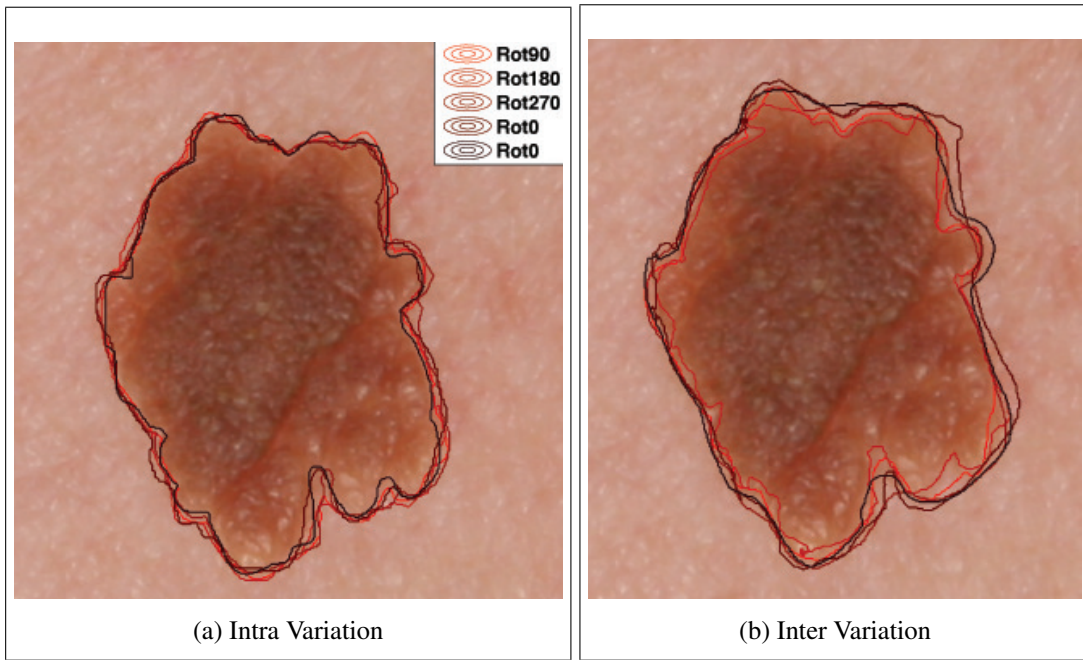 Rot90
Rot180
Rot270
Rot0
Rot0
(a) Intra Variation
(b) Inter Variation